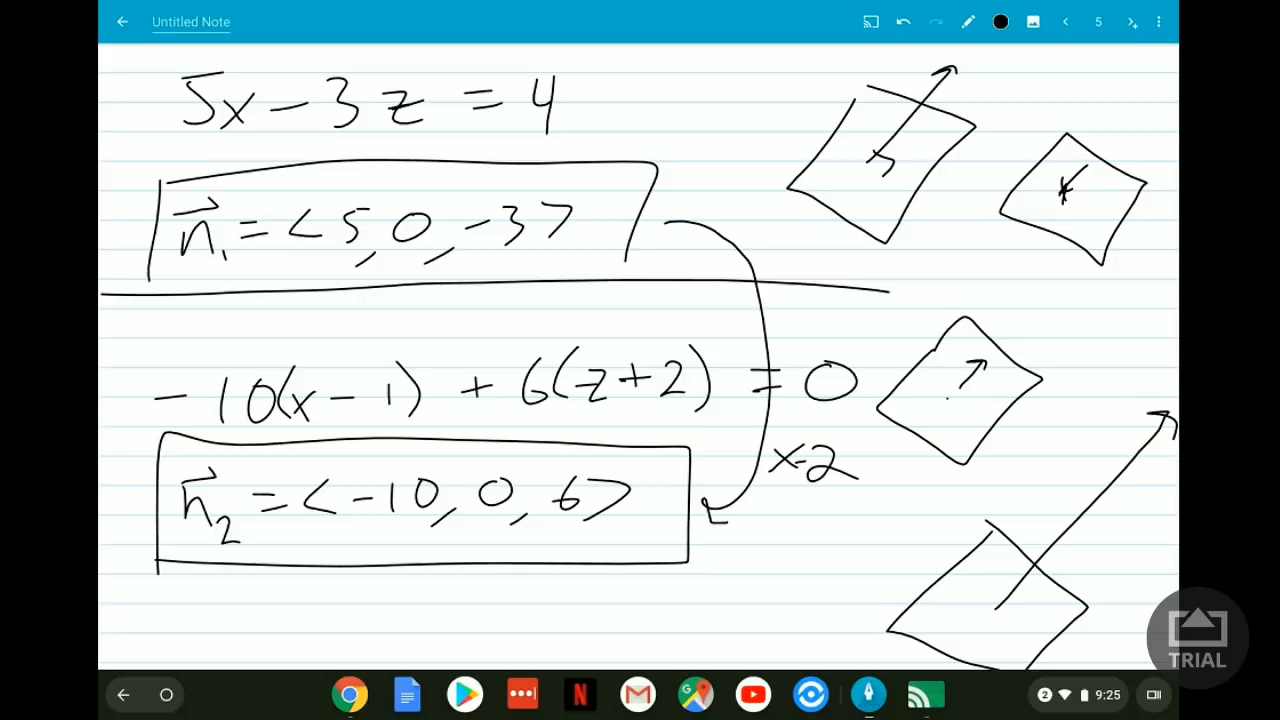 Untitled Note
5
5x - 3z = 4
n⃗₁ = <5, 0, -3>
-10(x - 1) + 6(z + 2) = 0
x-2
n⃗₂ = <-10, 0, 6>
TRIAL
2 9:25